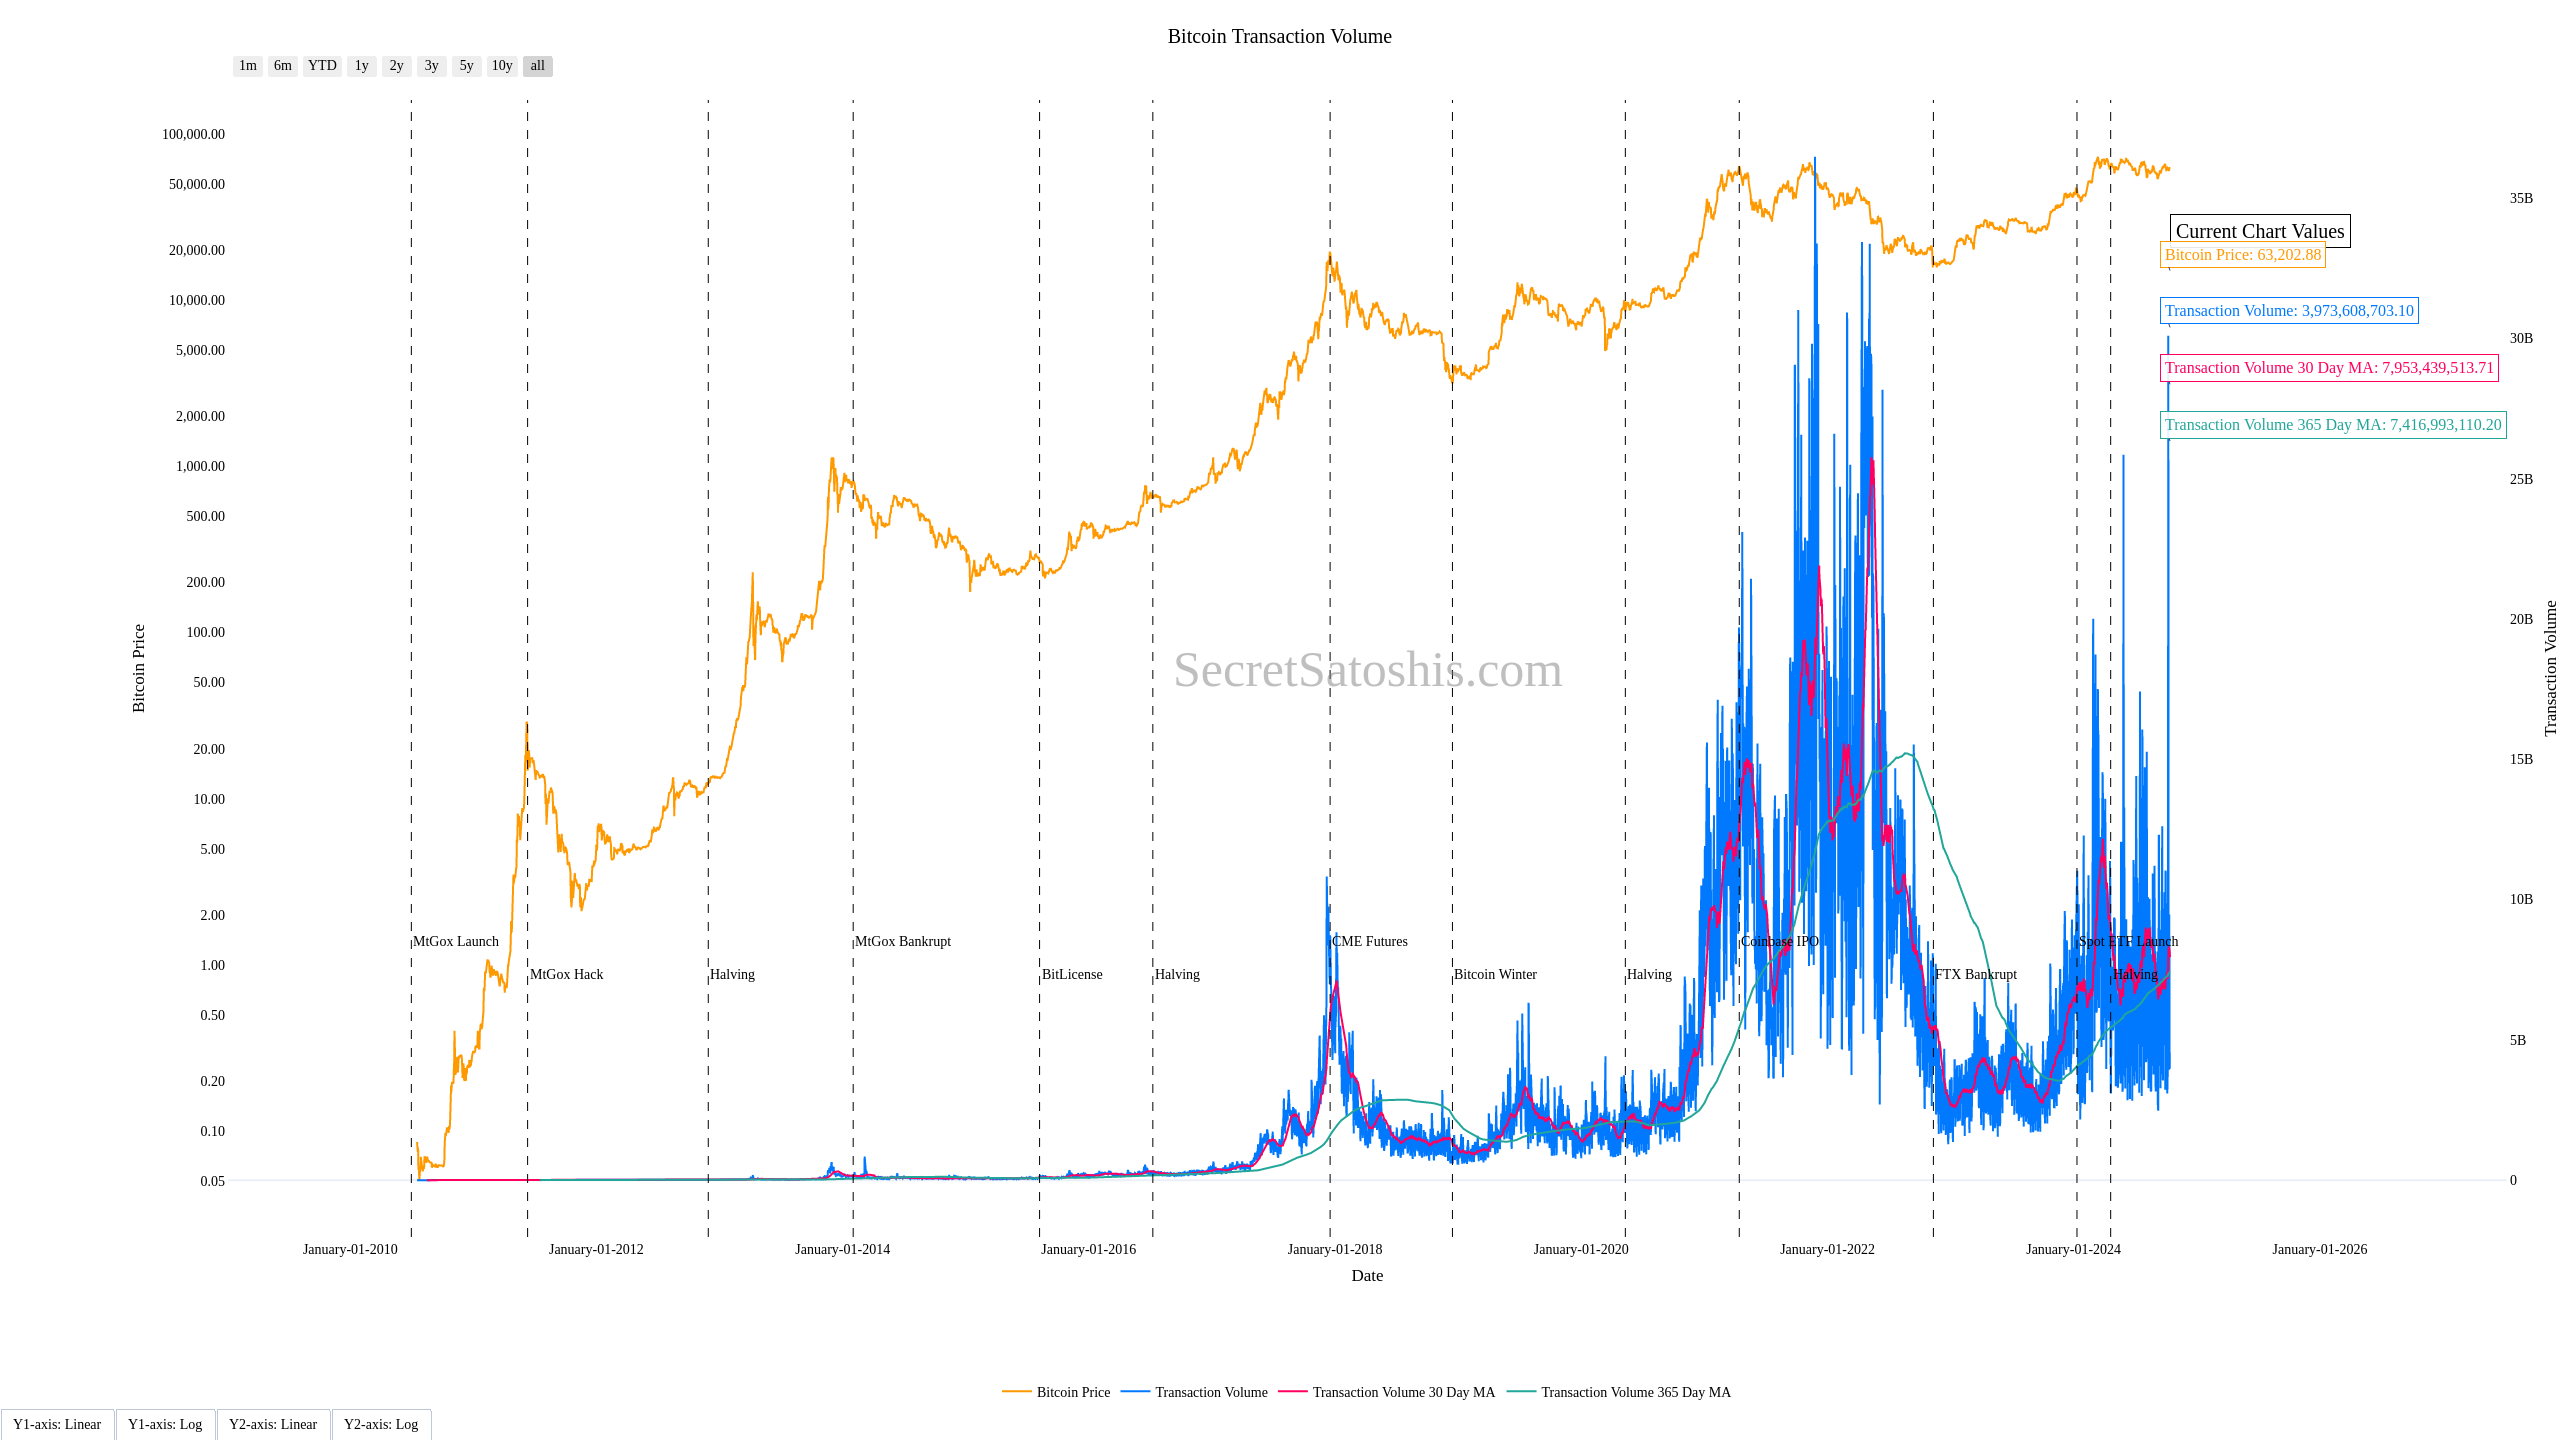 Bitcoin Transaction Volume
1m 6m YTD 1y 2y 3y 5y 10y all
100,000.00
50,000.00
20,000.00
10,000.00
5,000.00
2,000.00
1,000.00
500.00
200.00
100.00
50.00
20.00
10.00
5.00
2.00
1.00
0.50
0.20
0.10
0.05
Bitcoin Price
35B
30B
25B
20B
15B
10B
5B
0
Transaction Volume
Current Chart Values
Bitcoin Price: 63,202.88
Transaction Volume: 3,973,608,703.10
Transaction Volume 30 Day MA: 7,953,439,513.71
Transaction Volume 365 Day MA: 7,416,993,110.20
SecretSatoshis.com
MtGox Launch
MtGox Hack
Halving
MtGox Bankrupt
BitLicense
Halving
CME Futures
Bitcoin Winter
Halving
Coinbase IPO
FTX Bankrupt
Spot ETF Launch
Halving
January-01-2010
January-01-2012
January-01-2014
January-01-2016
January-01-2018
January-01-2020
January-01-2022
January-01-2024
January-01-2026
Date
Bitcoin Price Transaction Volume Transaction Volume 30 Day MA Transaction Volume 365 Day MA
Y1-axis: Linear Y1-axis: Log Y2-axis: Linear Y2-axis: Log